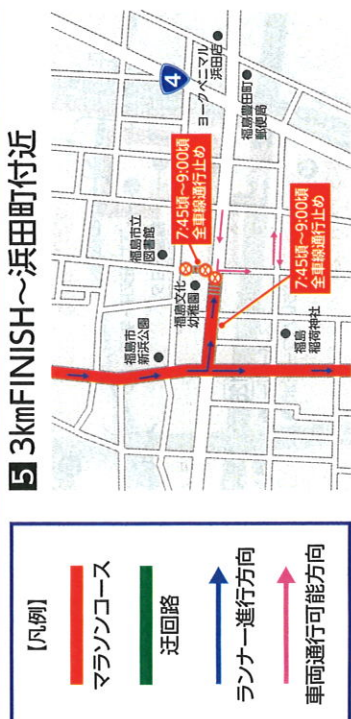 5 3kmFINISH～浜田町付近
【凡例】
マラソンコース
迂回路
ランナー進行方向
車両通行可能方向
4
ヨークベニマル
浜田店
福島豊田町
郵便局
福島市立
図書館
7:45頃～9:00頃
全車線通行止め
福島文化
幼稚園
福島市
新浜公園
7:45頃～9:00頃
全車線通行止め
福島
稲荷神社